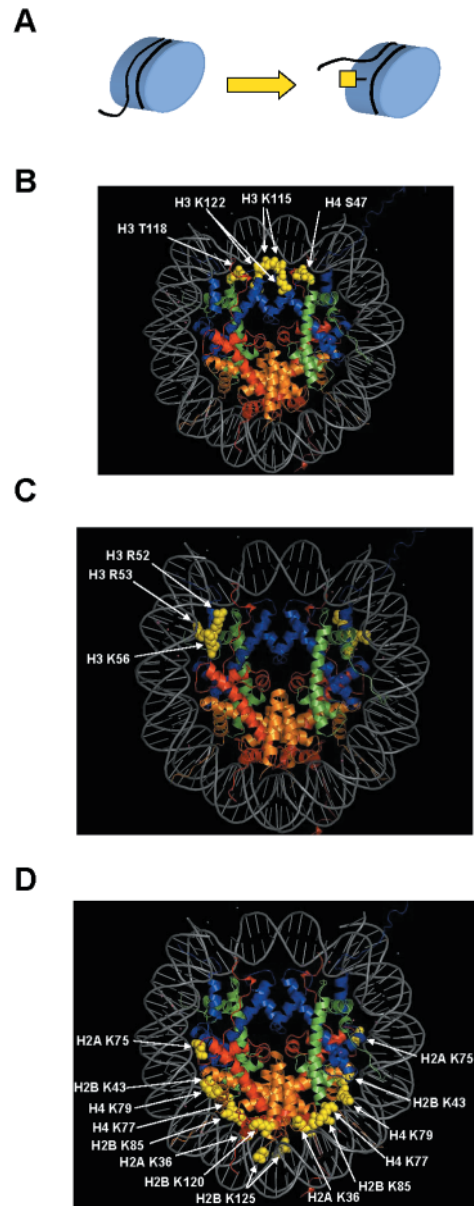 A
B
H3 K122 H3 K115 H4 S47
H3 T118
C
H3 R52
H3 R53
H3 K56
D
H2A K75 H2A K75
H2B K43 H2B K43
H4 K79 H4 K79
H4 K77 H4 K77
H2B K85 H2B K85
H2A K36 H2A K36
H2B K120
H2B K125